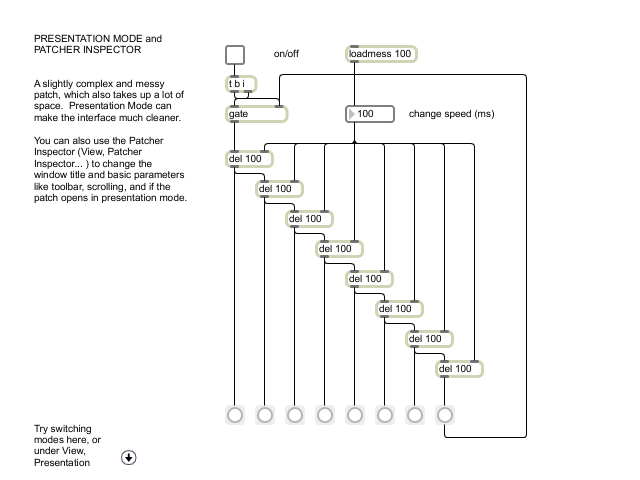 PRESENTATION MODE and
PATCHER INSPECTOR
on/off
loadmess 100
A slightly complex and messy
patch, which also takes up a lot of
space.  Presentation Mode can
make the interface much cleaner.
t b i
gate
100
change speed (ms)
You can also use the Patcher
Inspector (View, Patcher
Inspector... ) to change the
window title and basic parameters
like toolbar, scrolling, and if the
patch opens in presentation mode.
del 100
del 100
del 100
del 100
del 100
del 100
del 100
del 100
Try switching
modes here, or
under View,
Presentation